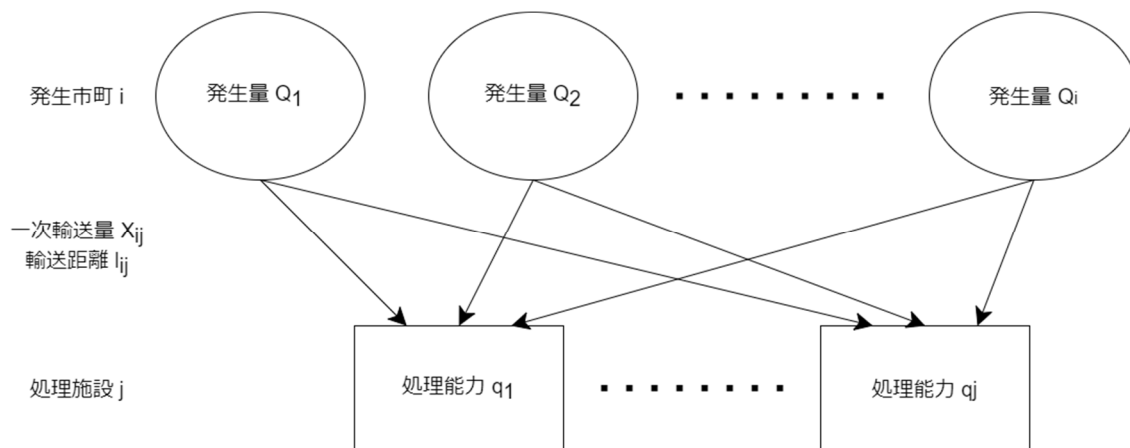 発生市町 i
発生量 Q1
発生量 Q2
発生量 Qi
一次輸送量 Xij
輸送距離 lij
処理施設 j
処理能力 q1
処理能力 qj